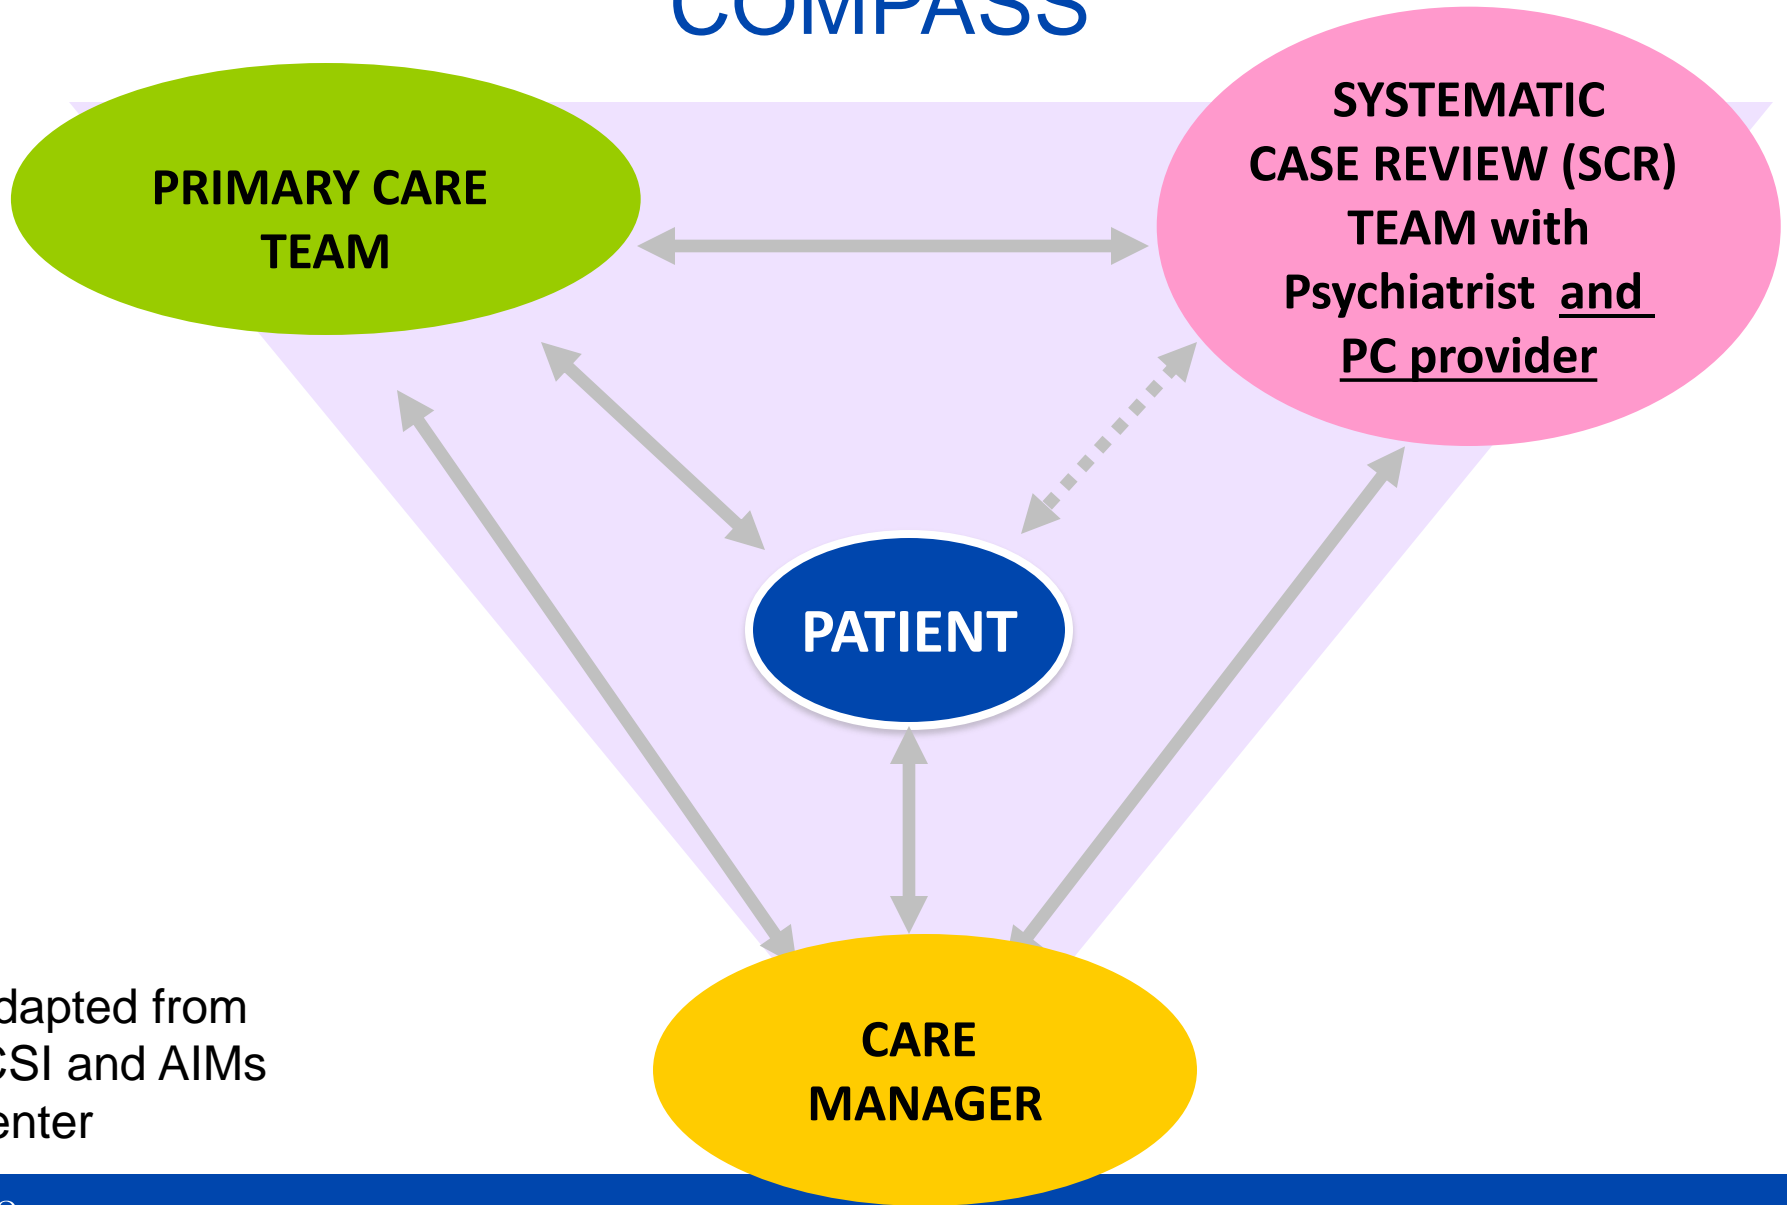 COMPASS
PRIMARY CARE
TEAM
SYSTEMATIC
CASE REVIEW (SCR)
TEAM with
Psychiatrist and
PC provider
PATIENT
CARE
MANAGER
dapted from
CSI and AIMs
enter